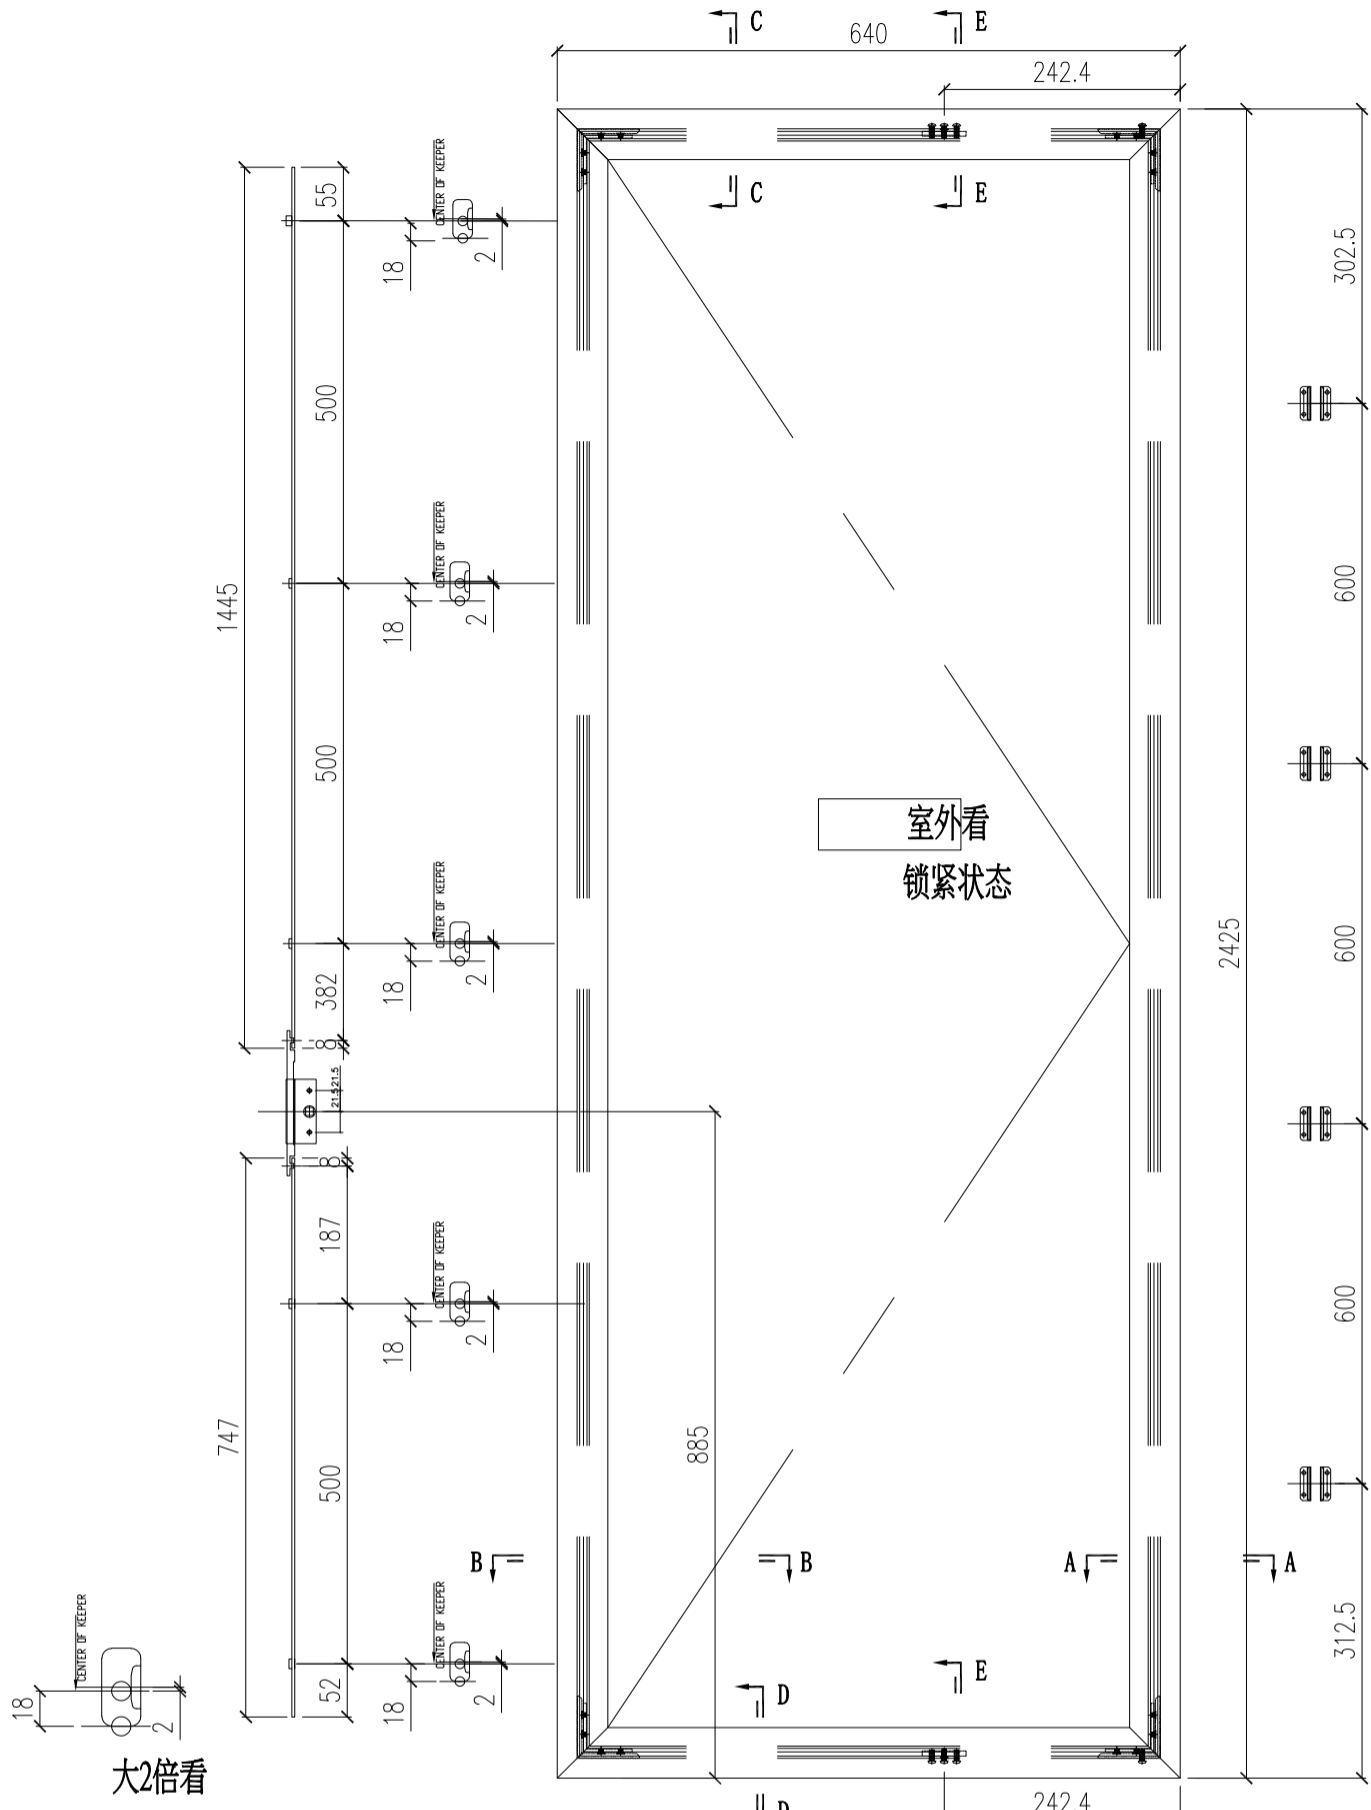 C
E
640
242.4
CENTER OF KEEPER
55
C
E
18
2
302.5
500
CENTER OF KEEPER
1445
18
2
600
500
室外看
锁紧状态
CENTER OF KEEPER
2425
600
382
18
2
8
21.521.5
8
187
CENTER OF KEEPER
18
2
600
747
885
500
B
B
A
A
CENTER OF KEEPER
CENTER OF KEEPER
312.5
E
D
52
18
2
18
2
大2倍看
D
242.4